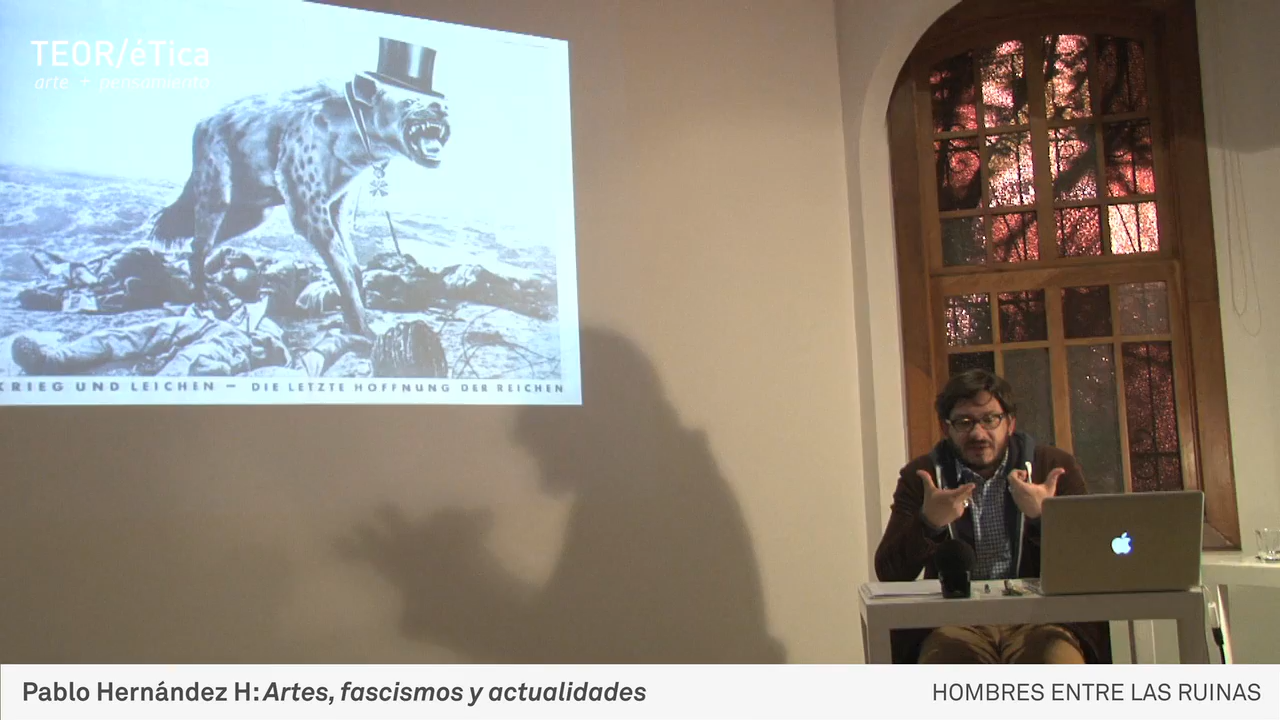 TEOR/éTica
arte + pensamiento
KRIEG UND LEICHEN – DIE LETZTE HOFFNUNG DER REICHEN
Pablo Hernández H: Artes, fascismos y actualidades
HOMBRES ENTRE LAS RUINAS